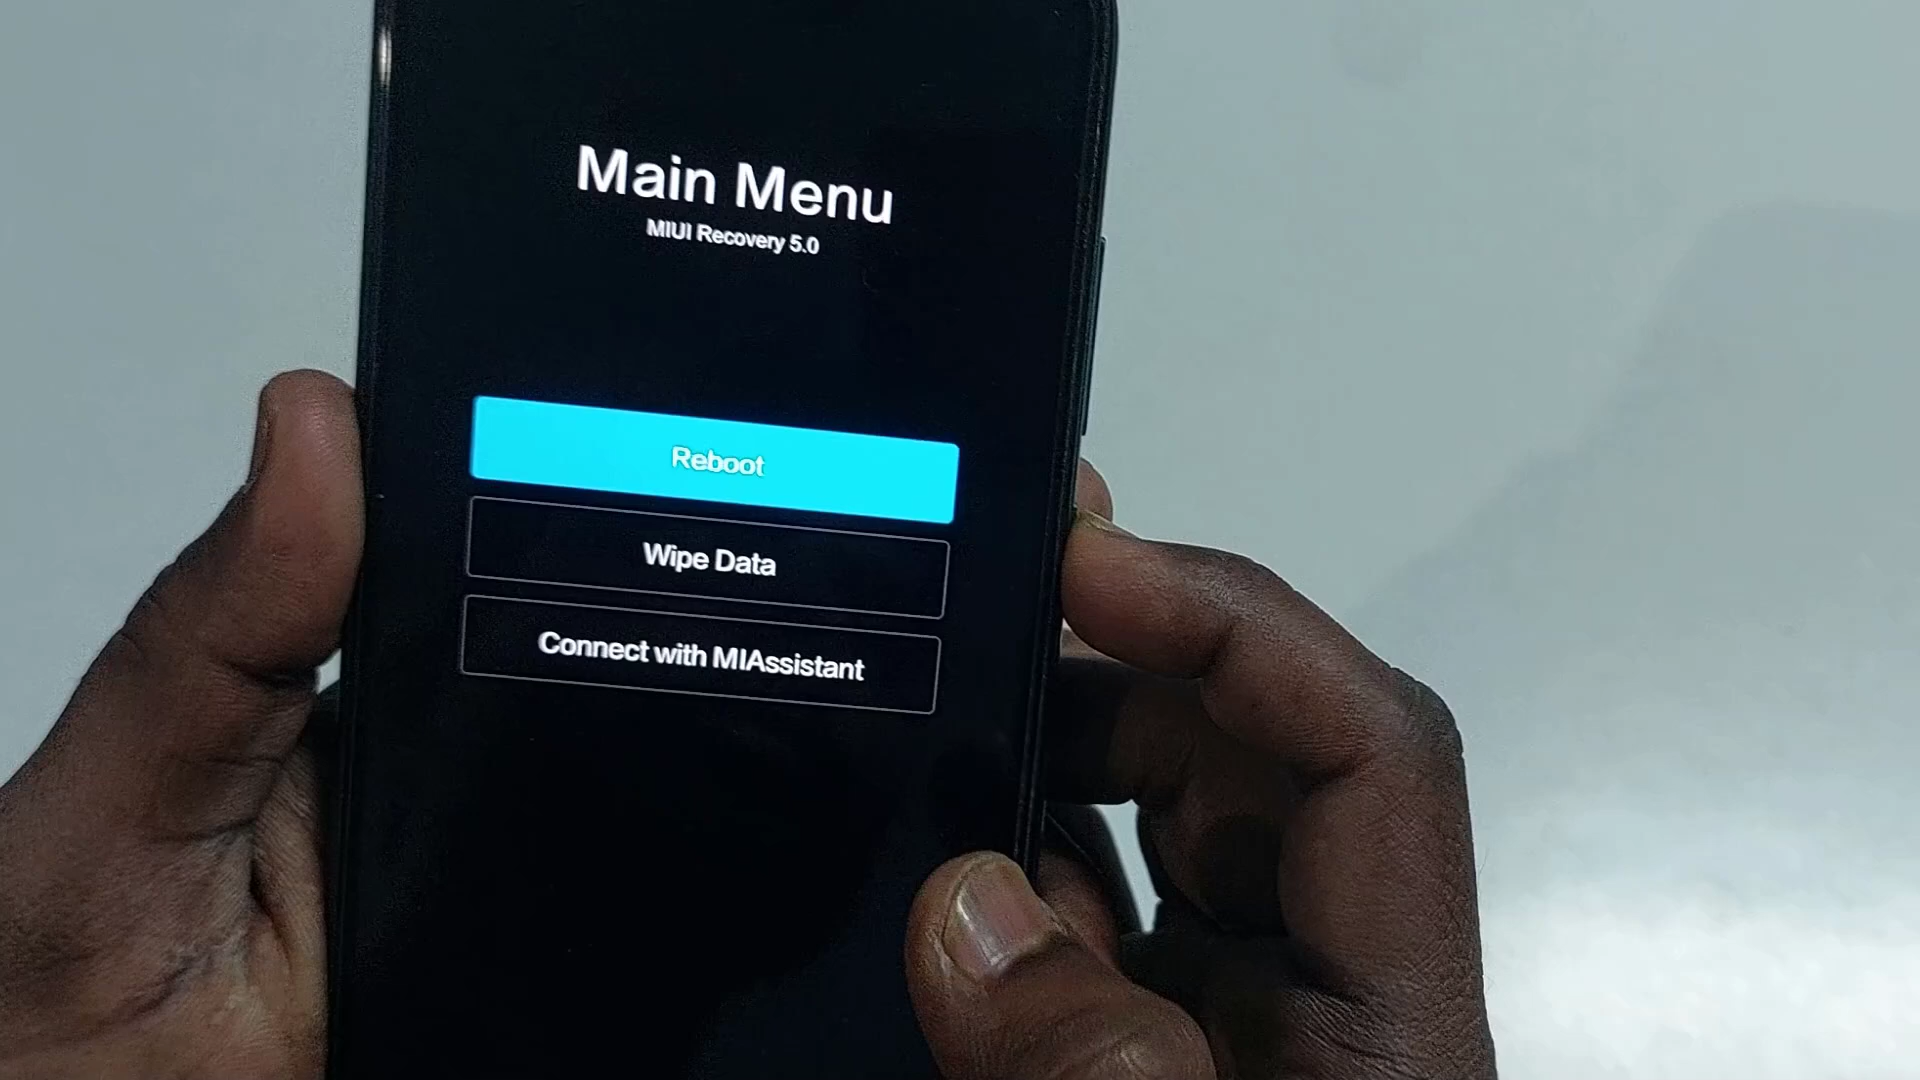 Main Menu
MIUI Recovery 5.0
Reboot
Wipe Data
Connect with MIAssistant